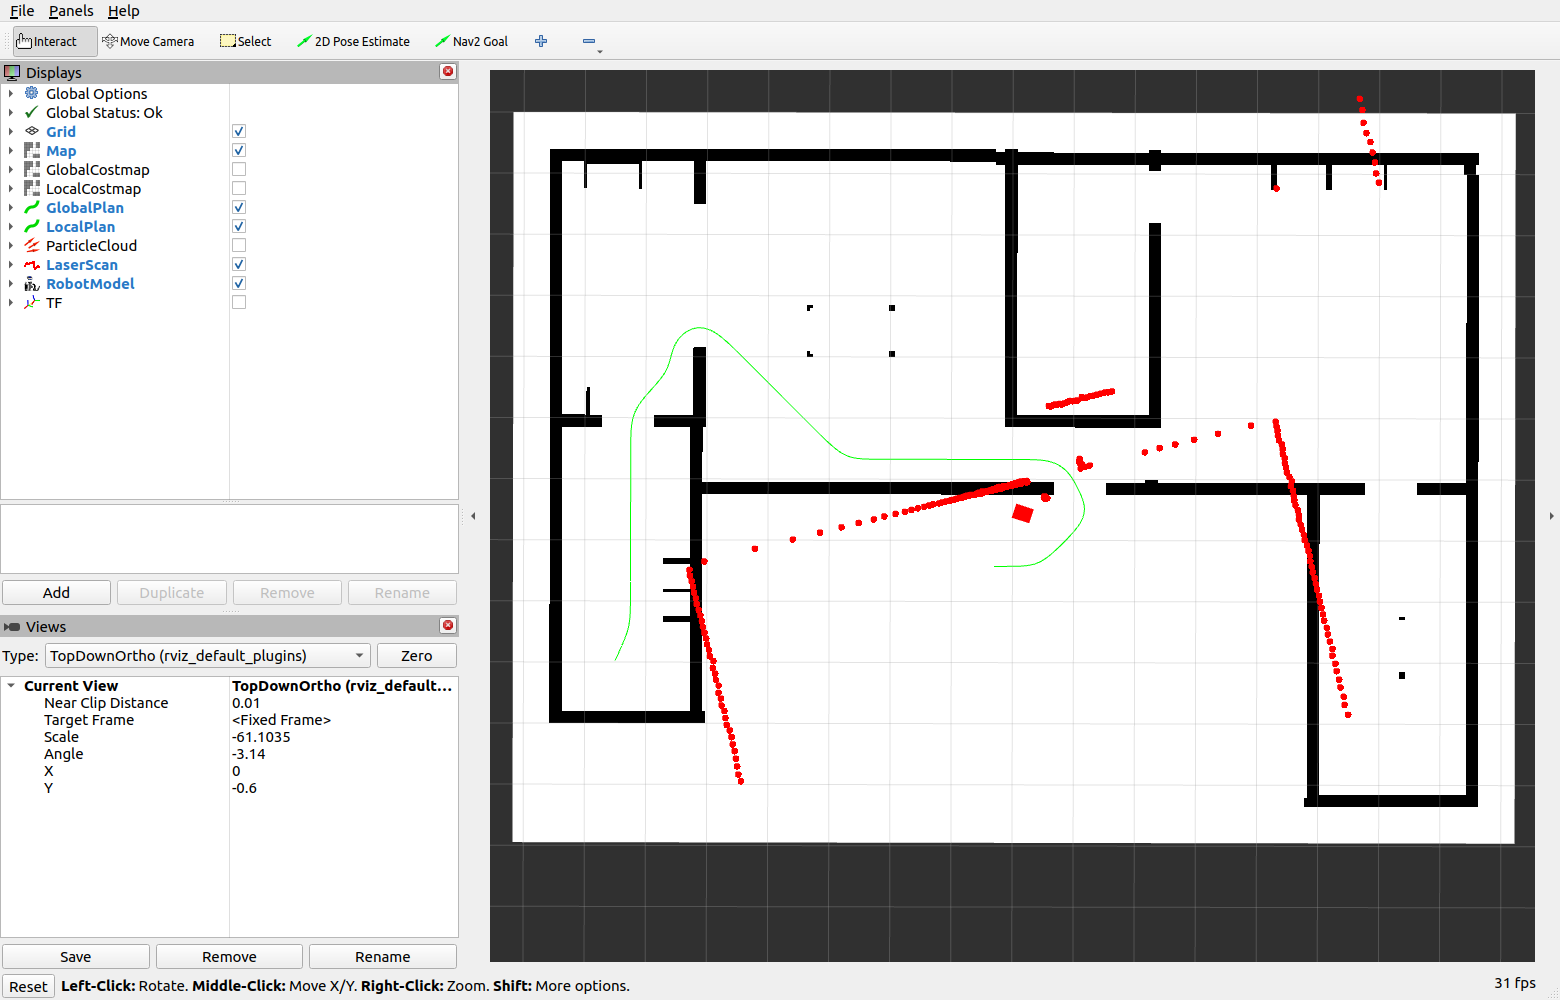 File Panels Help
Interact Move Camera Select 2D Pose Estimate Nav2 Goal
Displays
Global Options
Global Status: Ok
Grid
Map
GlobalCostmap
LocalCostmap
GlobalPlan
LocalPlan
ParticleCloud
LaserScan
RobotModel
TF
Add Duplicate Remove Rename
Views
Type: TopDownOrtho (rviz_default_plugins) Zero
Current View TopDownOrtho (rviz_default...
Near Clip Distance 0.01
Target Frame <Fixed Frame>
Scale -61.1035
Angle -3.14
X 0
Y -0.6
Save Remove Rename
Reset Left-Click: Rotate. Middle-Click: Move X/Y. Right-Click: Zoom. Shift: More options. 31 fps